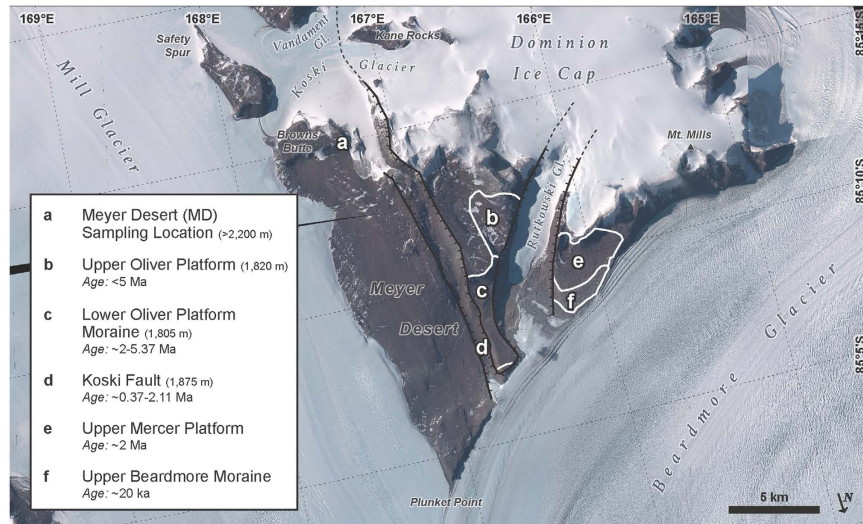 169°E
168°E
167°E
166°E
165°E
85°15'S
Safety
Spur
Vandament
Gl.
Kane Rocks
Dominion
Ice Cap
Koski
Glacier
Mill Glacier
Browns
Butte
a
Mt. Mills
85°10'S
Rutkowski Gl.
b
e
c
f
Meyer
Desert
d
85°5'S
Beardmore Glacier
Plunket Point
5 km
N
a Meyer Desert (MD)
Sampling Location (>2,200 m)
b Upper Oliver Platform (1,820 m)
Age: <5 Ma
c Lower Oliver Platform
Moraine (1,805 m)
Age: ~2-5.37 Ma
d Koski Fault (1,875 m)
Age: ~0.37-2.11 Ma
e Upper Mercer Platform
Age: ~2 Ma
f Upper Beardmore Moraine
Age: ~20 ka